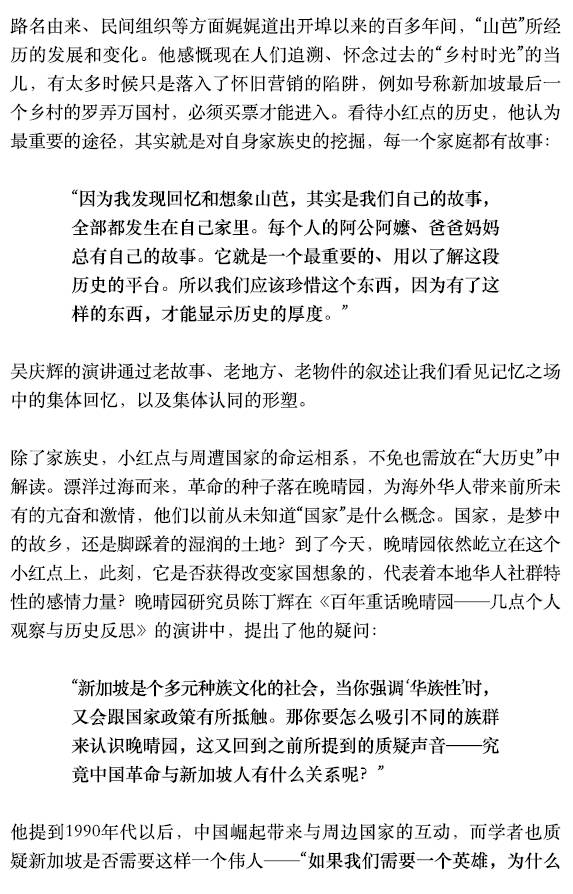 路名由来、民间组织等方面娓娓道出开埠以来的百多年间，“山芭”所经
历的发展和变化。他感慨现在人们追溯、怀念过去的“乡村时光”的当
儿，有太多时候只是落入了怀旧营销的陷阱，例如号称新加坡最后一
个乡村的罗弄万国村，必须买票才能进入。看待小红点的历史，他认为
最重要的途径，其实就是对自身家族史的挖掘，每一个家庭都有故事：
“因为我发现回忆和想象山芭，其实是我们自己的故事，
全部都发生在自己家里。每个人的阿公阿嬷、爸爸妈妈
总有自己的故事。它就是一个最重要的、用以了解这段
历史的平台。所以我们应该珍惜这个东西，因为有了这
样的东西，才能显示历史的厚度。”
吴庆辉的演讲通过老故事、老地方、老物件的叙述让我们看见记忆之场
中的集体回忆，以及集体认同的形塑。
除了家族史，小红点与周遭国家的命运相系，不免也需放在“大历史”中
解读。漂洋过海而来，革命的种子落在晚晴园，为海外华人带来前所未
有的亢奋和激情，他们以前从未知道“国家”是什么概念。国家，是梦中
的故乡，还是脚踩着的湿润的土地？到了今天，晚晴园依然屹立在这个
小红点上，此刻，它是否获得改变家国想象的，代表着本地华人社群特
性的感情力量？晚晴园研究员陈丁辉在《百年重话晚晴园——几点个人
观察与历史反思》的演讲中，提出了他的疑问：
“新加坡是个多元种族文化的社会，当你强调‘华族性’时，
又会跟国家政策有所抵触。那你要怎么吸引不同的族群
来认识晚晴园，这又回到之前所提到的质疑声音——究
竟中国革命与新加坡人有什么关系呢？”
他提到1990年代以后，中国崛起带来与周边国家的互动，而学者也质
疑新加坡是否需要这样一个伟人——“如果我们需要一个英雄，为什么